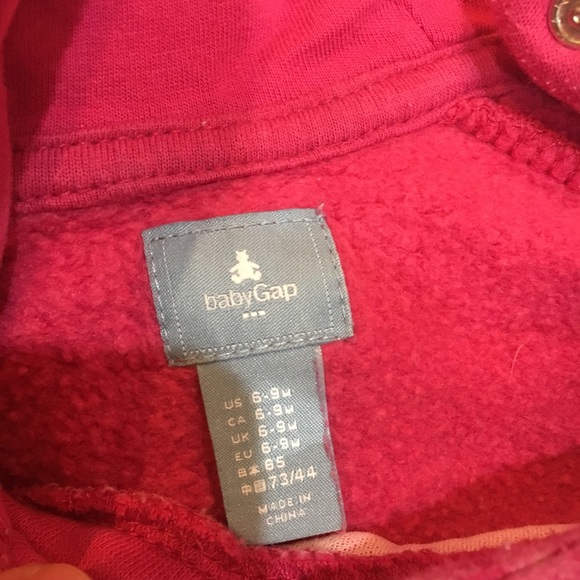 babyGap
US 6-9M
CA 6-9M
UK 6-9M
EU 6-9M
日本 65
中国 73/44
MADE IN
CHINA